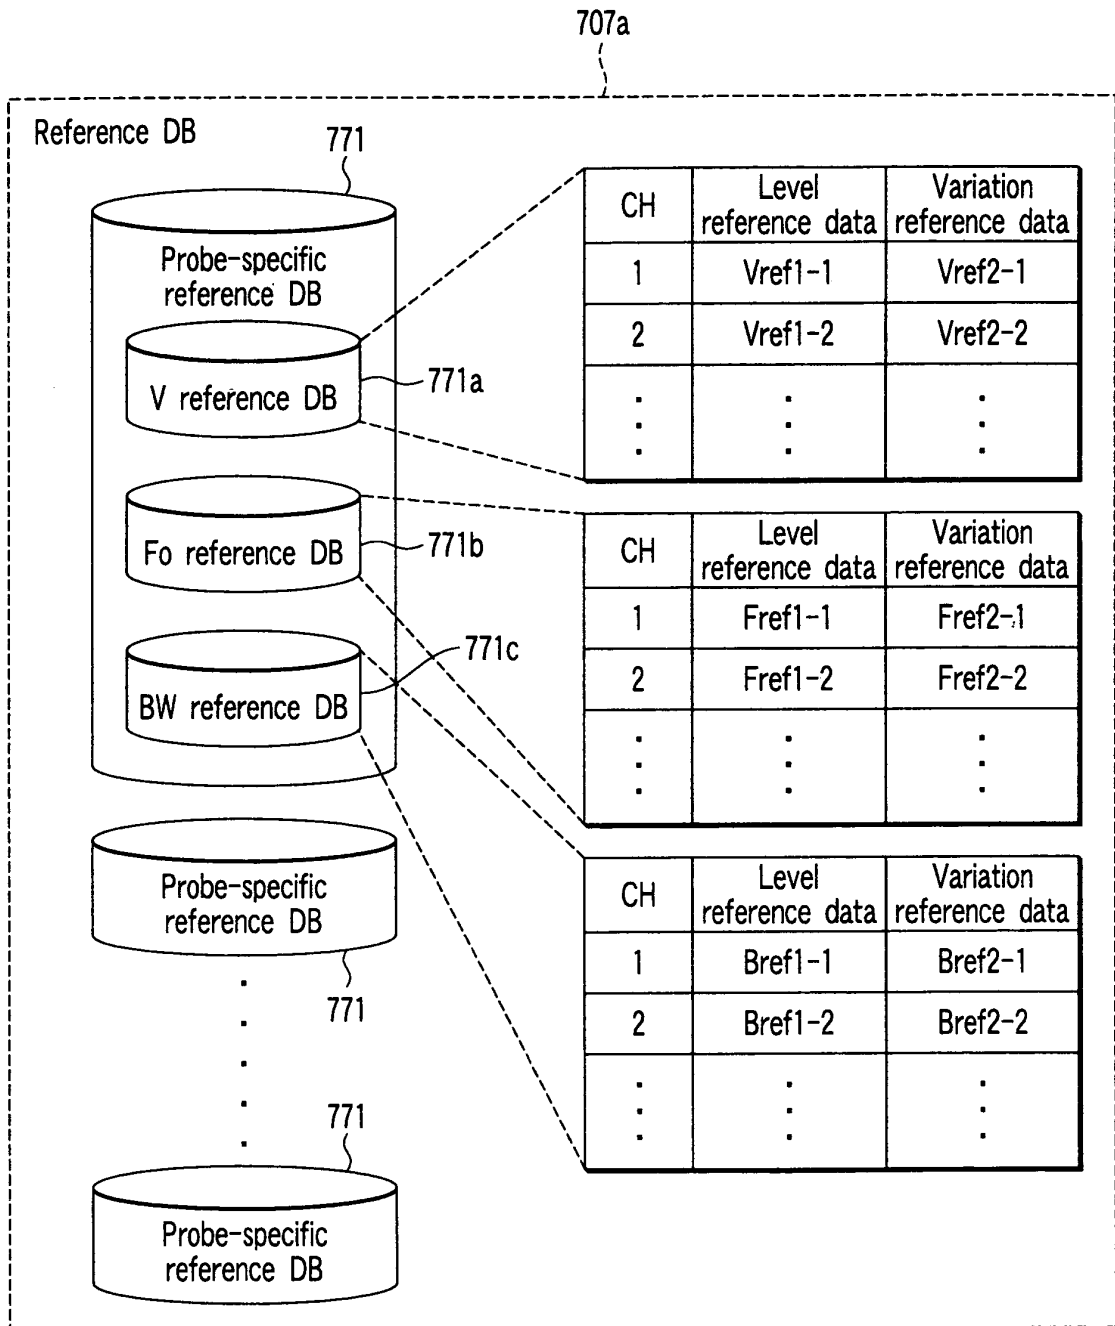 707a
Reference DB
771
Probe-specific
reference DB
V reference DB
771a
Fo reference DB
771b
BW reference DB
771c
CH Level reference data Variation reference data
1 Vref1-1 Vref2-1
2 Vref1-2 Vref2-2
CH Level reference data Variation reference data
1 Fref1-1 Fref2-1
2 Fref1-2 Fref2-2
CH Level reference data Variation reference data
1 Bref1-1 Bref2-1
2 Bref1-2 Bref2-2
Probe-specific
reference DB
771
771
Probe-specific
reference DB